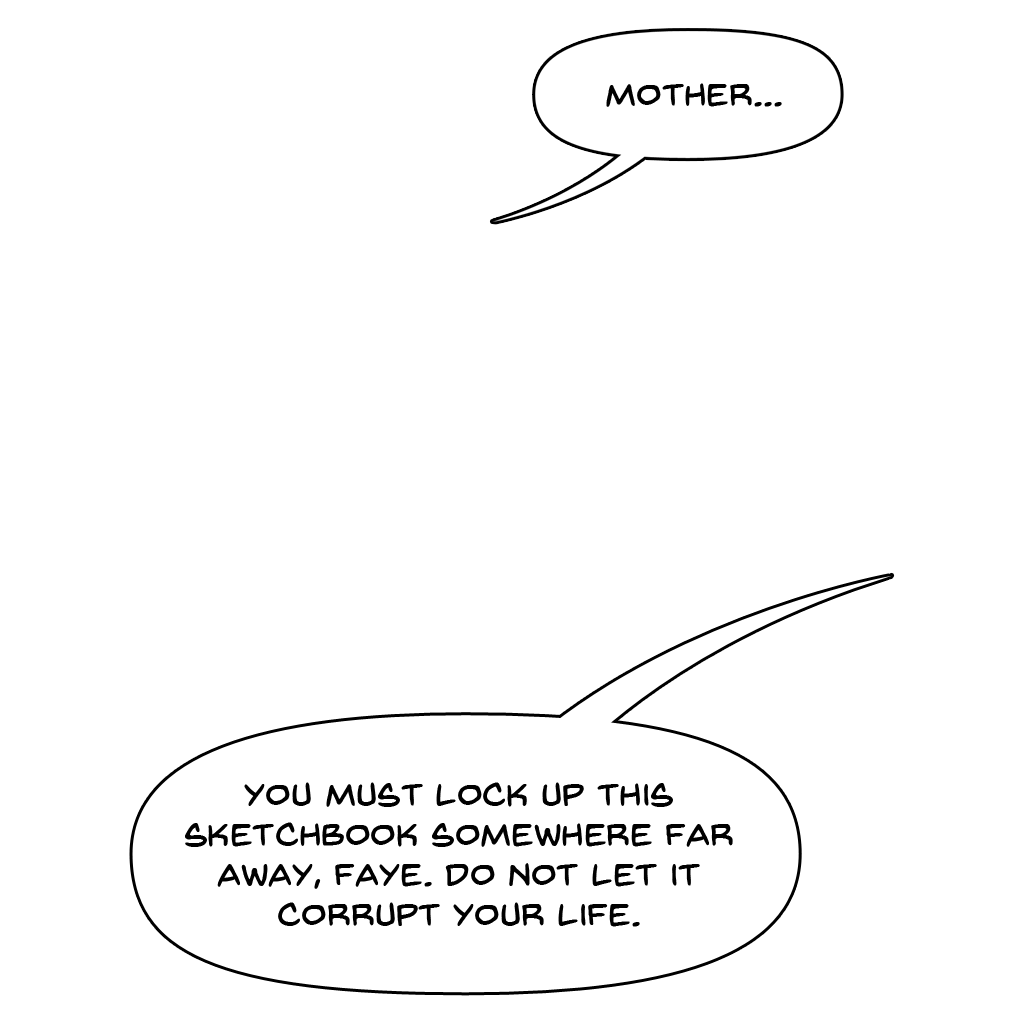 MOTHER...
YOU MUST LOCK UP THIS
SKETCHBOOK SOMEWHERE FAR
AWAY, FAYE. DO NOT LET IT
CORRUPT YOUR LIFE.